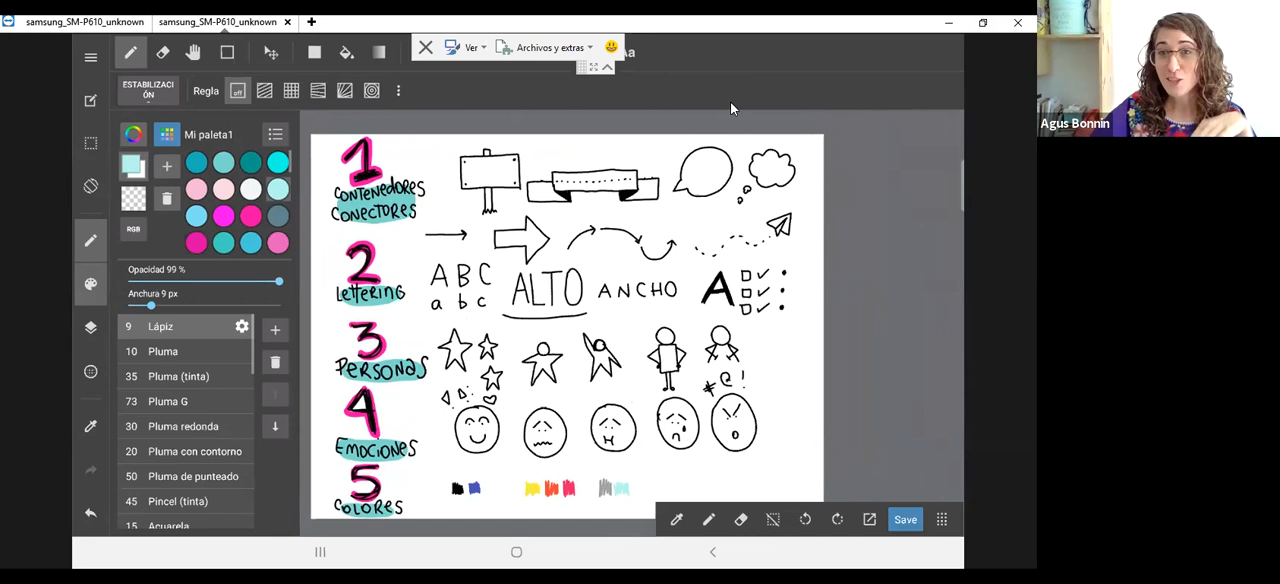 samsung_SM-P610_unknown
samsung_SM-P610_unknown
Ver
Archivos y extras
Aa
ESTABILIZACI
ÓN
Regla
off
Agus Bonnin
Mi paleta1
RGB
Opacidad 99 %
Anchura 9 px
9 Lápiz
10 Pluma
35 Pluma (tinta)
73 Pluma G
30 Pluma redonda
20 Pluma con contorno
50 Pluma de punteado
45 Pincel (tinta)
15 Acuarela
1
CONTENEDORES
CONECTORES
2
LETTERING
A B C
a b c
ALTO
ANCHO
A
3
PERSONAS
4
* @ !
EMOCIONES
5
COLORES
Save